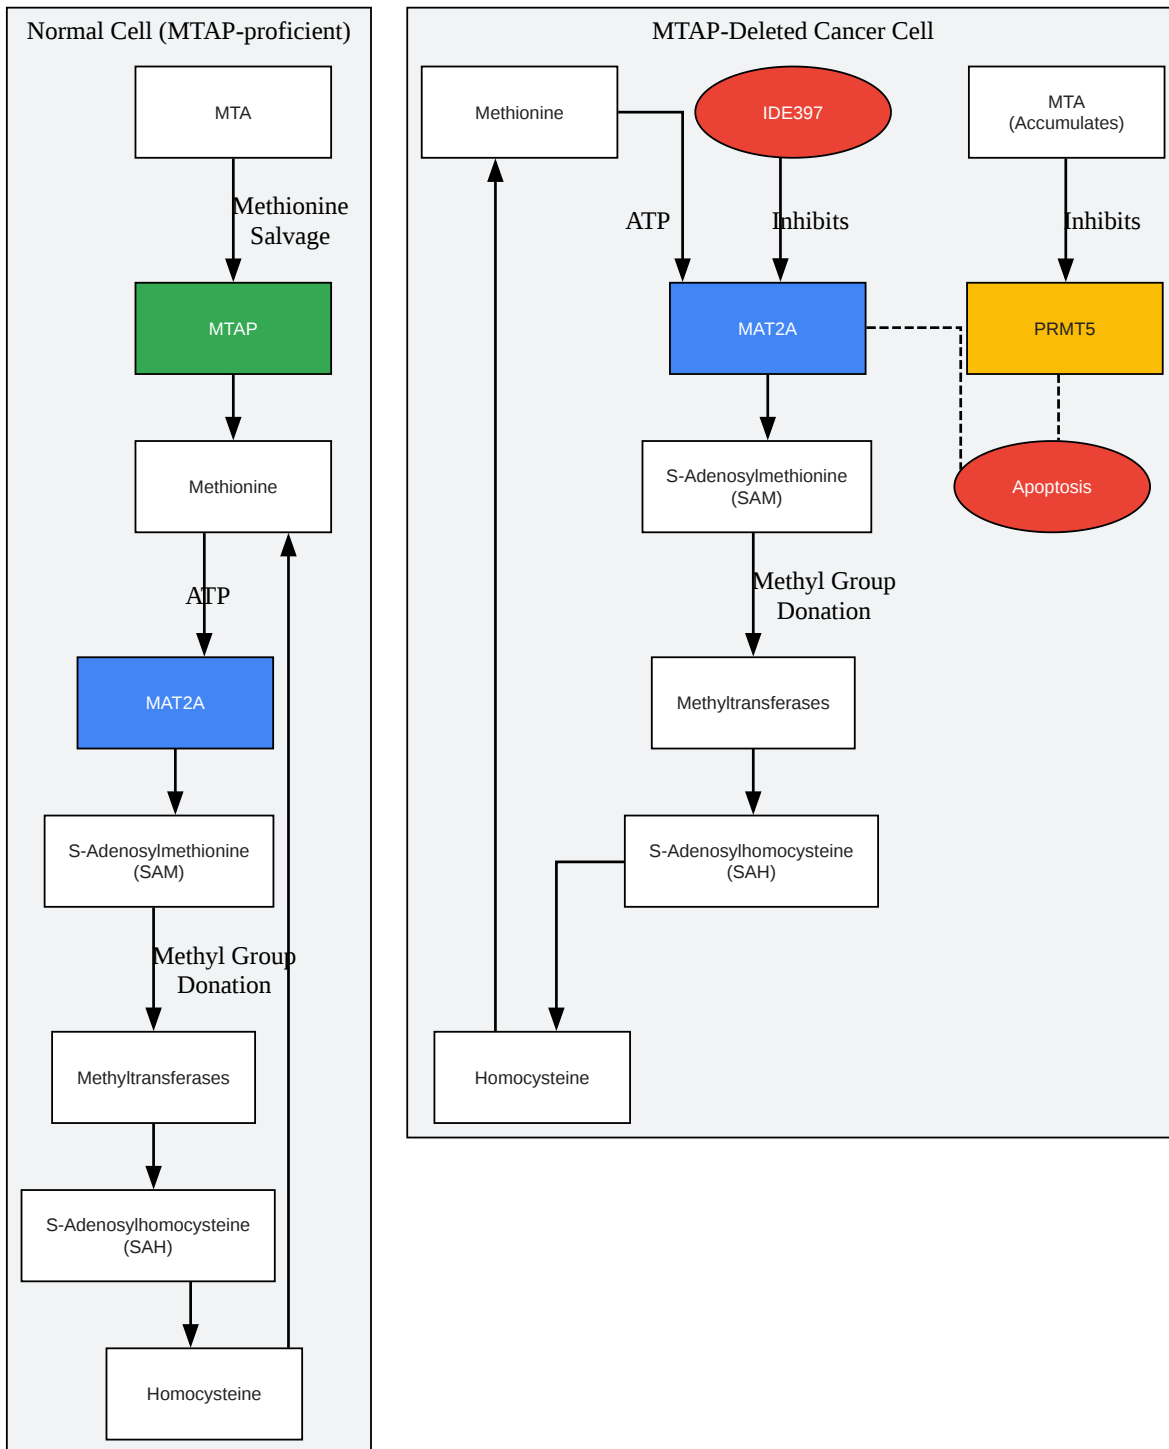 Normal Cell (MTAP-proficient)
MTA
Methionine
Salvage
MTAP
Methionine
ATP
MAT2A
S-Adenosylmethionine
(SAM)
Methyl Group
Donation
Methyltransferases
S-Adenosylhomocysteine
(SAH)
Homocysteine
MTAP-Deleted Cancer Cell
Methionine
IDE397
MTA
(Accumulates)
ATP
Inhibits
Inhibits
MAT2A
PRMT5
S-Adenosylmethionine
(SAM)
Apoptosis
Methyl Group
Donation
Methyltransferases
S-Adenosylhomocysteine
(SAH)
Homocysteine